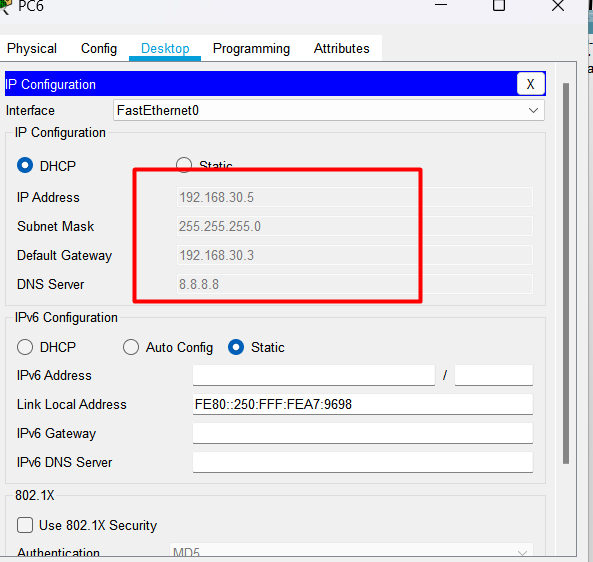 PC6
Physical Config Desktop Programming Attributes
IP Configuration X
Interface FastEthernet0
IP Configuration
DHCP Static
IP Address 192.168.30.5
Subnet Mask 255.255.255.0
Default Gateway 192.168.30.3
DNS Server 8.8.8.8
IPv6 Configuration
DHCP Auto Config Static
IPv6 Address /
Link Local Address FE80::250:FFF:FEA7:9698
IPv6 Gateway
IPv6 DNS Server
802.1X
Use 802.1X Security
Authentication MD5